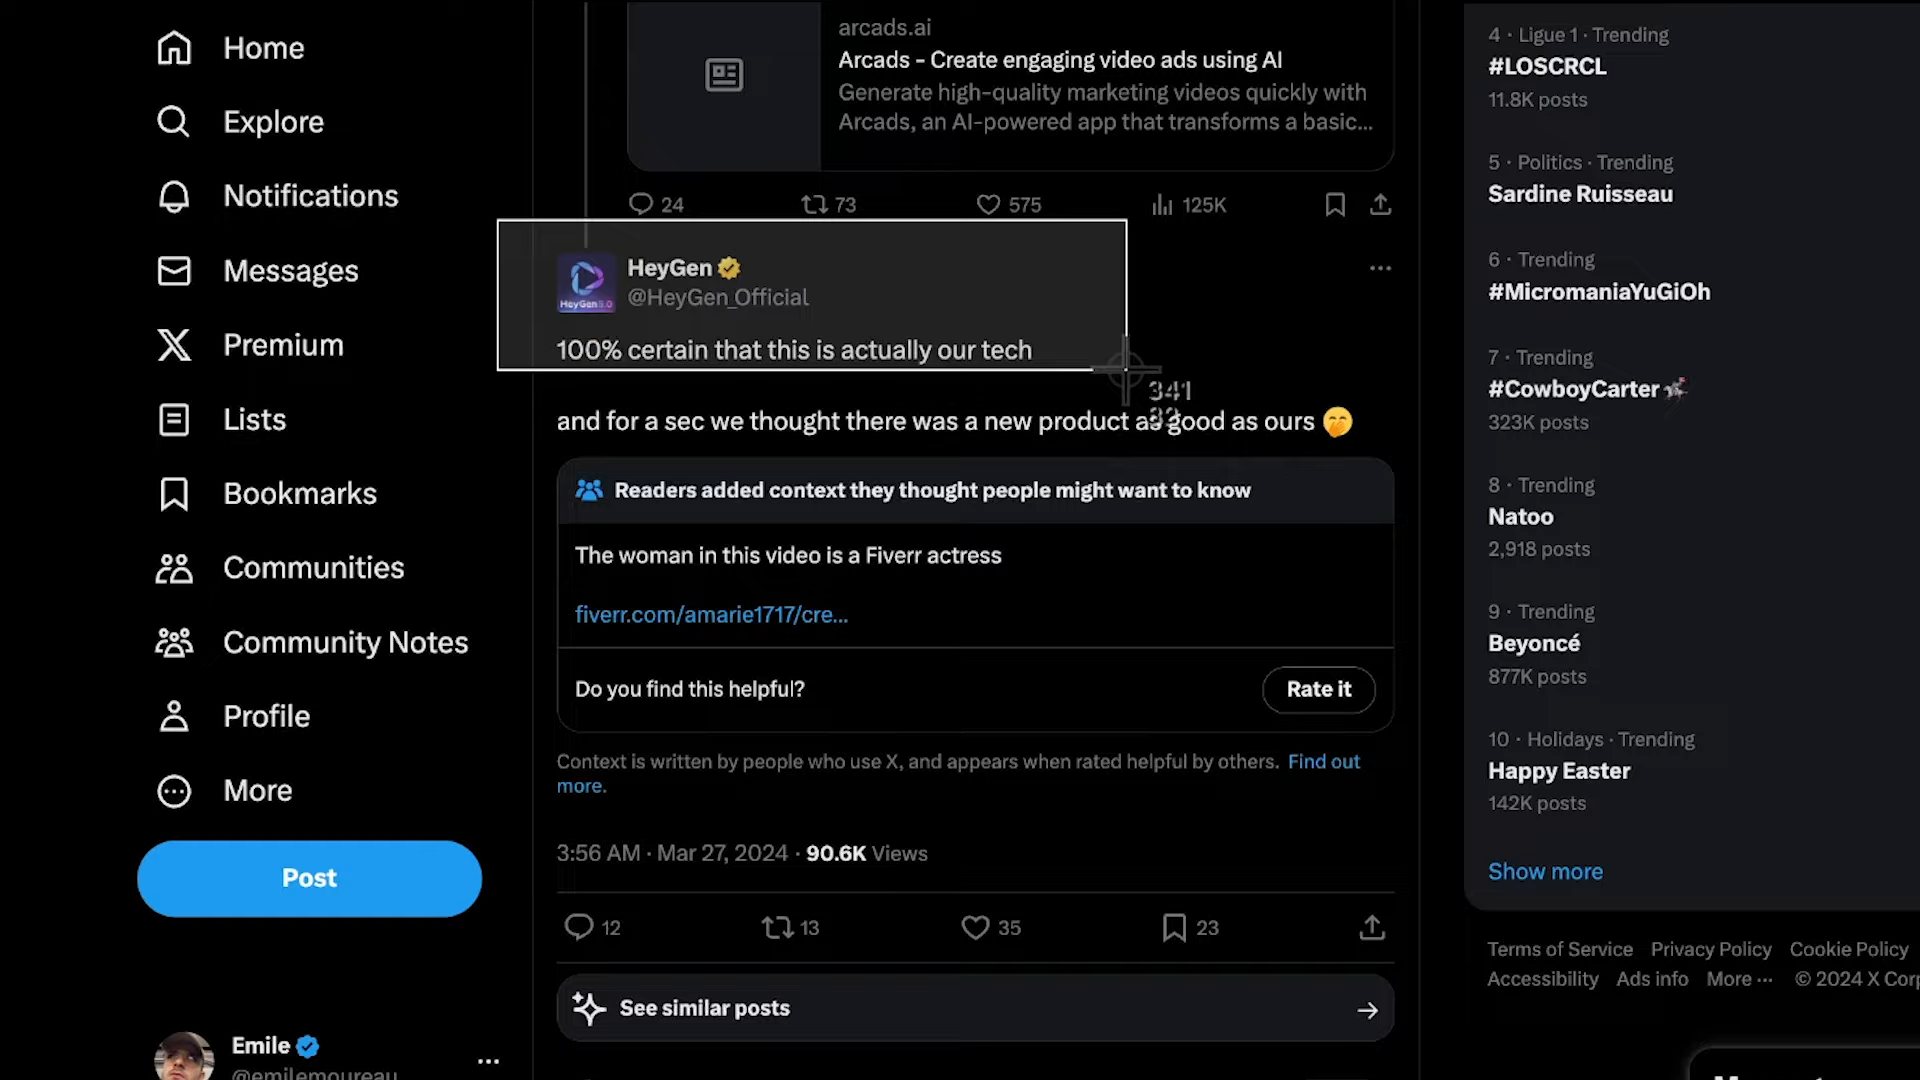 Home
Explore
Notifications
Messages
Premium
Lists
Bookmarks
Communities
Community Notes
Profile
More
Post
Emile
@emilemoureau
arcads.ai
Arcads - Create engaging video ads using AI
Generate high-quality marketing videos quickly with
Arcads, an AI-powered app that transforms a basic...
24 73 575 125K
HeyGen
@HeyGen_Official
HeyGen 5.0
100% certain that this is actually our tech
341
and for a sec we thought there was a new product as good as ours
Readers added context they thought people might want to know
The woman in this video is a Fiverr actress
fiverr.com/amarie1717/cre...
Do you find this helpful?
Rate it
Context is written by people who use X, and appears when rated helpful by others. Find out
more.
3:56 AM · Mar 27, 2024 · 90.6K Views
12 13 35 23
See similar posts
4 · Ligue 1 · Trending
#LOSCRCL
11.8K posts
5 · Politics · Trending
Sardine Ruisseau
6 · Trending
#MicromaniaYuGiOh
7 · Trending
#CowboyCarter
323K posts
8 · Trending
Natoo
2,918 posts
9 · Trending
Beyoncé
877K posts
10 · Holidays · Trending
Happy Easter
142K posts
Show more
Terms of Service Privacy Policy Cookie Policy
Accessibility Ads info More ··· © 2024 X Corp